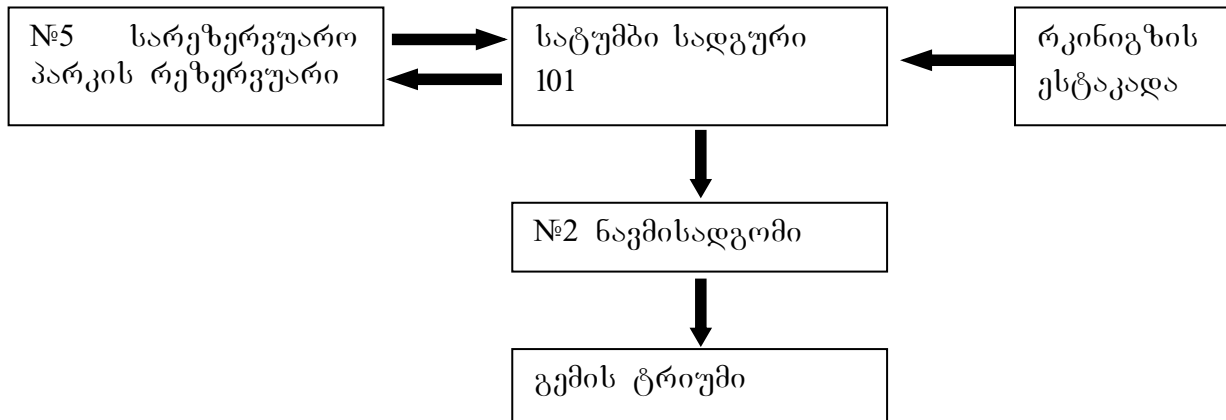 №5 სარეზერვუარო
პარკის რეზერვუარი
სატუმბი სადგური
101
რკინიგზის
ესტაკადა
№2 ნავმისადგომი
გემის ტრიუმი